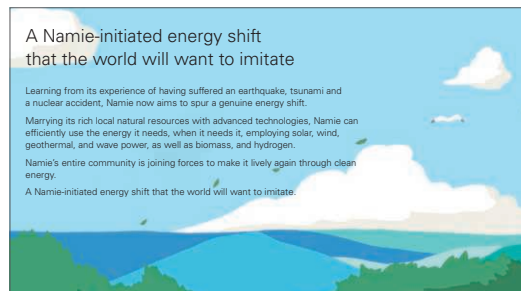 A Namie-initiated energy shift
that the world will want to imitate
Learning from its experience of having suffered an earthquake, tsunami and
a nuclear accident, Namie now aims to spur a genuine energy shift.
Marrying its rich local natural resources with advanced technologies, Namie can
efficiently use the energy it needs, when it needs it, employing solar, wind,
geothermal, and wave power, as well as biomass, and hydrogen.
Namie's entire community is joining forces to make it lively again through clean
energy.
A Namie-initiated energy shift that the world will want to imitate.